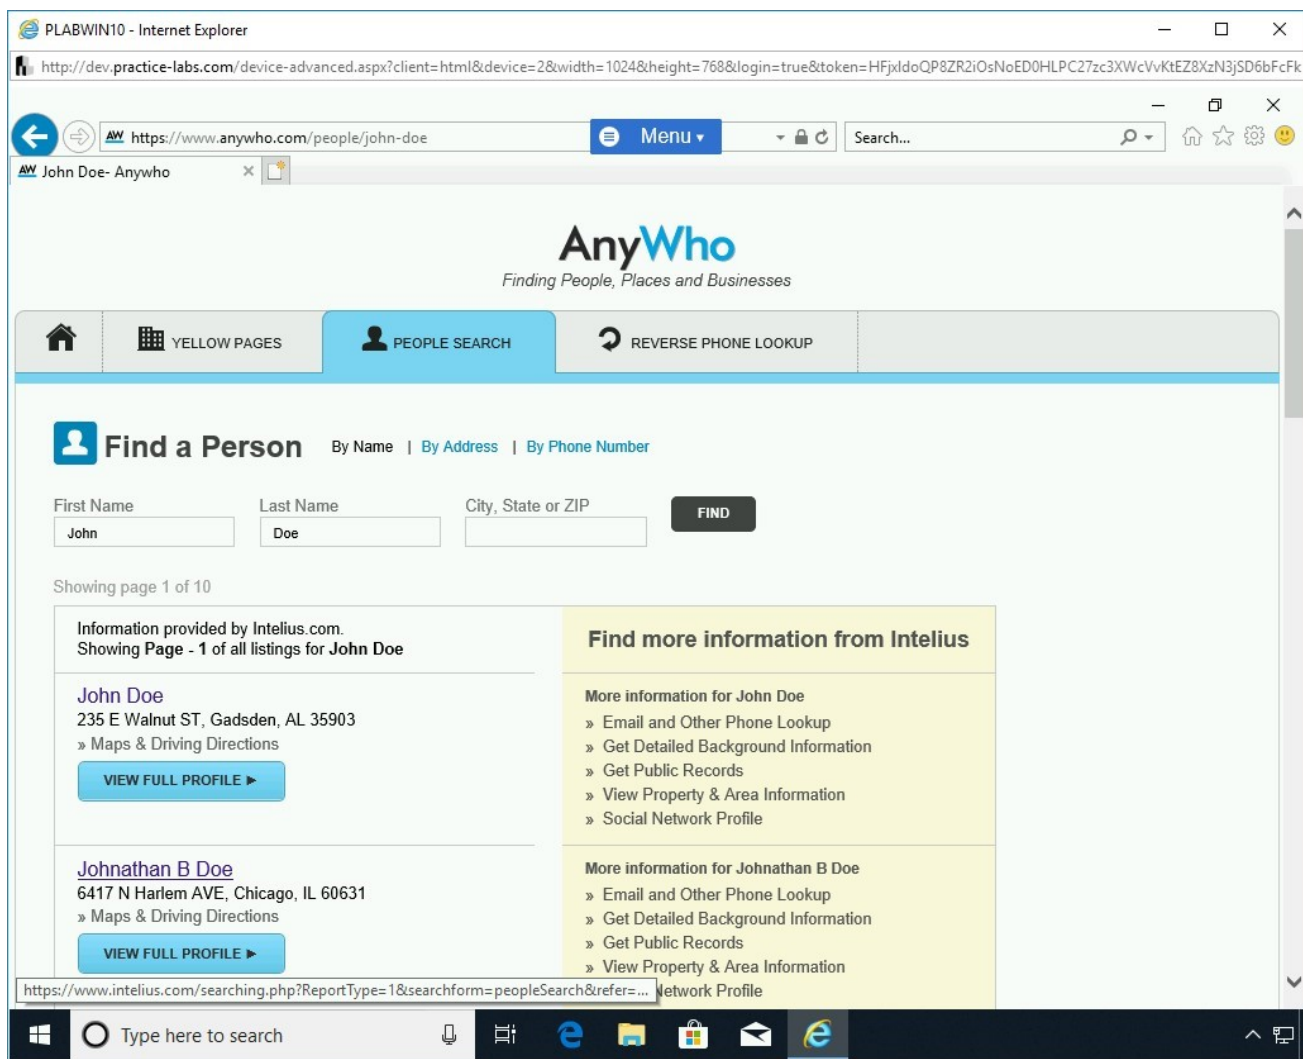 PLABWIN10 - Internet Explorer
http://dev.practice-labs.com/device-advanced.aspx?client=html&device=2&width=1024&height=768&login=true&token=HFjxIdoQP8ZR2iOsNoED0HLPC27zc3XWcVvKtEZ8XzN3jSD6bFcFk
AW https://www.anywho.com/people/john-doe Menu Search...
AW John Doe- Anywho
AnyWho
Finding People, Places and Businesses
YELLOW PAGES PEOPLE SEARCH REVERSE PHONE LOOKUP
Find a Person By Name | By Address | By Phone Number
First Name Last Name City, State or ZIP
John Doe FIND
Showing page 1 of 10
Information provided by Intelius.com.
Showing Page - 1 of all listings for John Doe
Find more information from Intelius
John Doe
235 E Walnut ST, Gadsden, AL 35903
» Maps & Driving Directions
VIEW FULL PROFILE ▶
More information for John Doe
» Email and Other Phone Lookup
» Get Detailed Background Information
» Get Public Records
» View Property & Area Information
» Social Network Profile
Johnathan B Doe
6417 N Harlem AVE, Chicago, IL 60631
» Maps & Driving Directions
VIEW FULL PROFILE ▶
More information for Johnathan B Doe
» Email and Other Phone Lookup
» Get Detailed Background Information
» Get Public Records
» View Property & Area Information
Network Profile
https://www.intelius.com/searching.php?ReportType=1&searchform=peopleSearch&refer=...
Type here to search